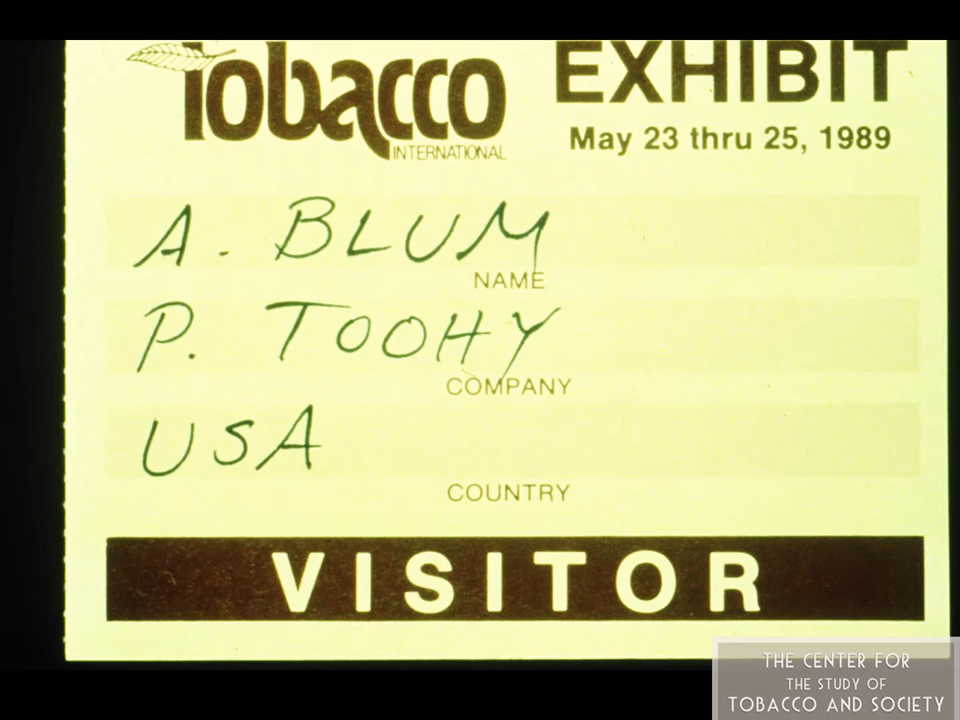 Tobacco
INTERNATIONAL
EXHIBIT
May 23 thru 25, 1989
A. BLUM
NAME
P. TOOHY
COMPANY
USA
COUNTRY
VISITOR
THE CENTER FOR
THE STUDY OF
TOBACCO AND SOCIETY